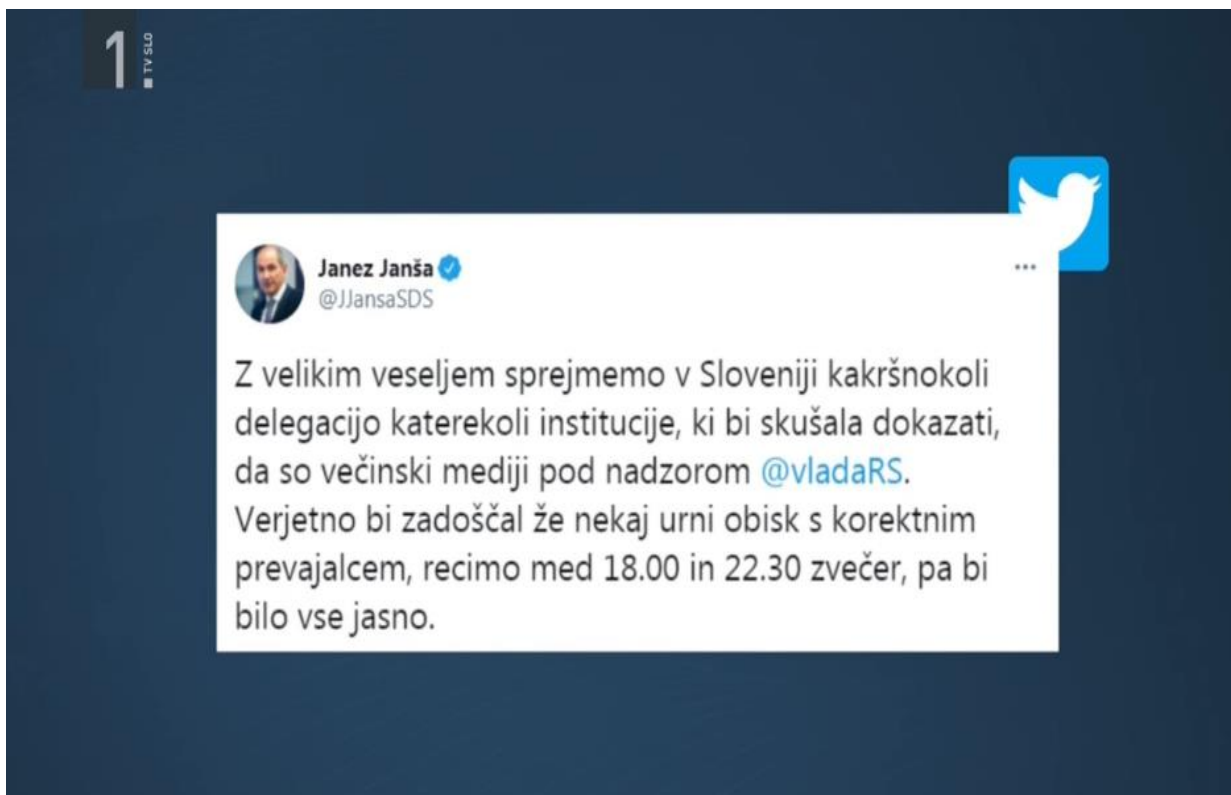 1. TV SLO
Janez Janša
@JJansaSDS
Z velikim veseljem sprejmemo v Sloveniji kakršnokoli
delegacijo katerekoli institucije, ki bi skušala dokazati,
da so večinski mediji pod nadzorom @vladaRS.
Verjetno bi zadoščal že nekaj urni obisk s korektnim
prevajalcem, recimo med 18.00 in 22.30 zvečer, pa bi
bilo vse jasno.